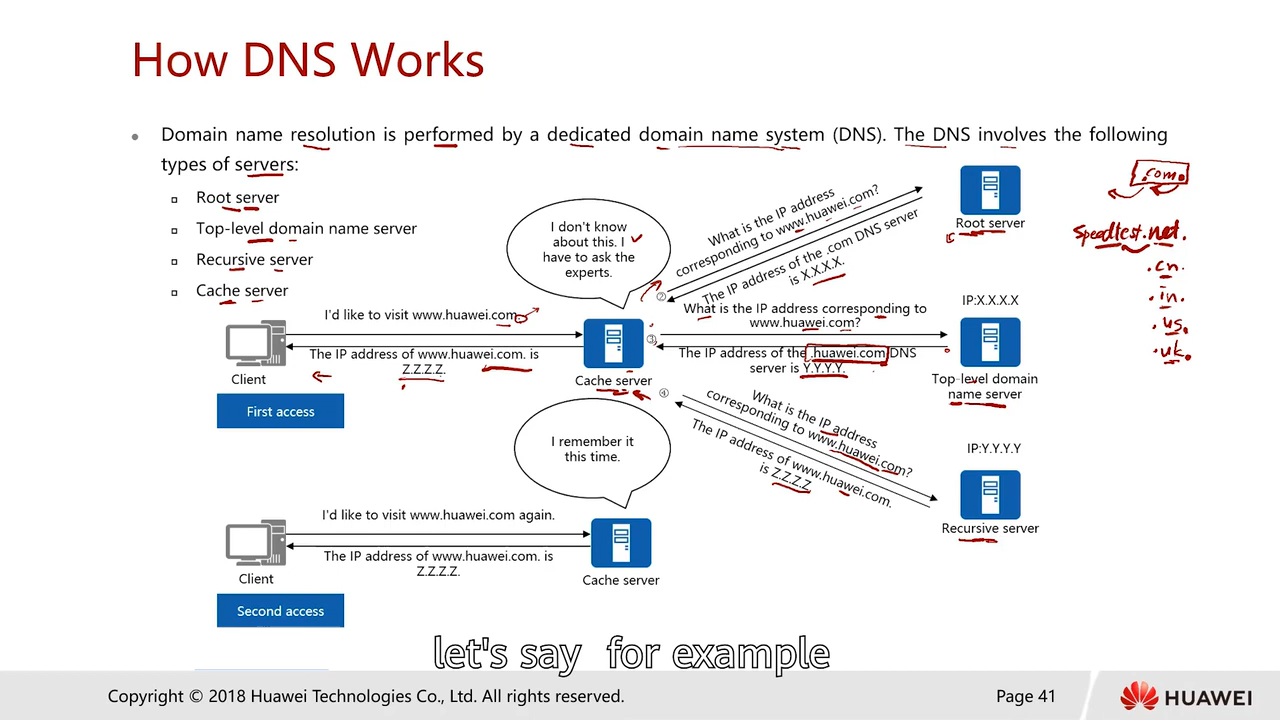 How DNS Works
Domain name resolution is performed by a dedicated domain name system (DNS). The DNS involves the following
types of servers:
Root server
Top-level domain name server
Recursive server
Cache server
I don't know
about this. I
have to ask the
experts.
What is the IP address
corresponding to www.huawei.com?
The IP address of the .com DNS server
is X.X.X.X.
Root server
.com.
Speedtest.net.
.cn.
.in.
.us.
.uk.
I'd like to visit www.huawei.com.
The IP address of www.huawei.com. is
Z.Z.Z.Z.
Client
First access
Cache server
②
③
④
What is the IP address corresponding to
www.huawei.com?
The IP address of the .huawei.com DNS
server is Y.Y.Y.Y.
IP:X.X.X.X
Top-level domain
name server
What is the IP address
corresponding to www.huawei.com?
The IP address of www.huawei.com.
is Z.Z.Z.Z
IP:Y.Y.Y.Y
Recursive server
I remember it
this time.
I'd like to visit www.huawei.com again.
The IP address of www.huawei.com. is
Z.Z.Z.Z.
Client
Second access
Cache server
let's say for example
Copyright © 2018 Huawei Technologies Co., Ltd. All rights reserved.
Page 41
HUAWEI